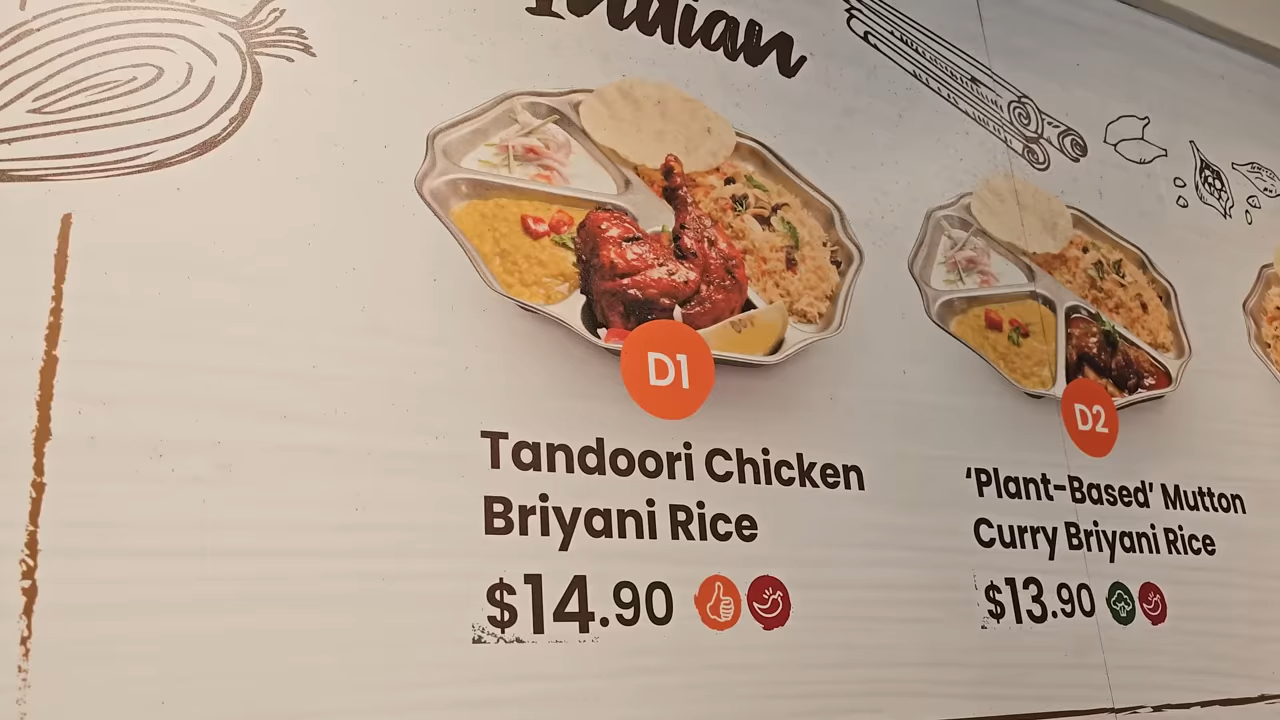 Indian
D1
Tandoori Chicken
Briyani Rice
$14.90
D2
‘Plant-Based’ Mutton
Curry Briyani Rice
$13.90